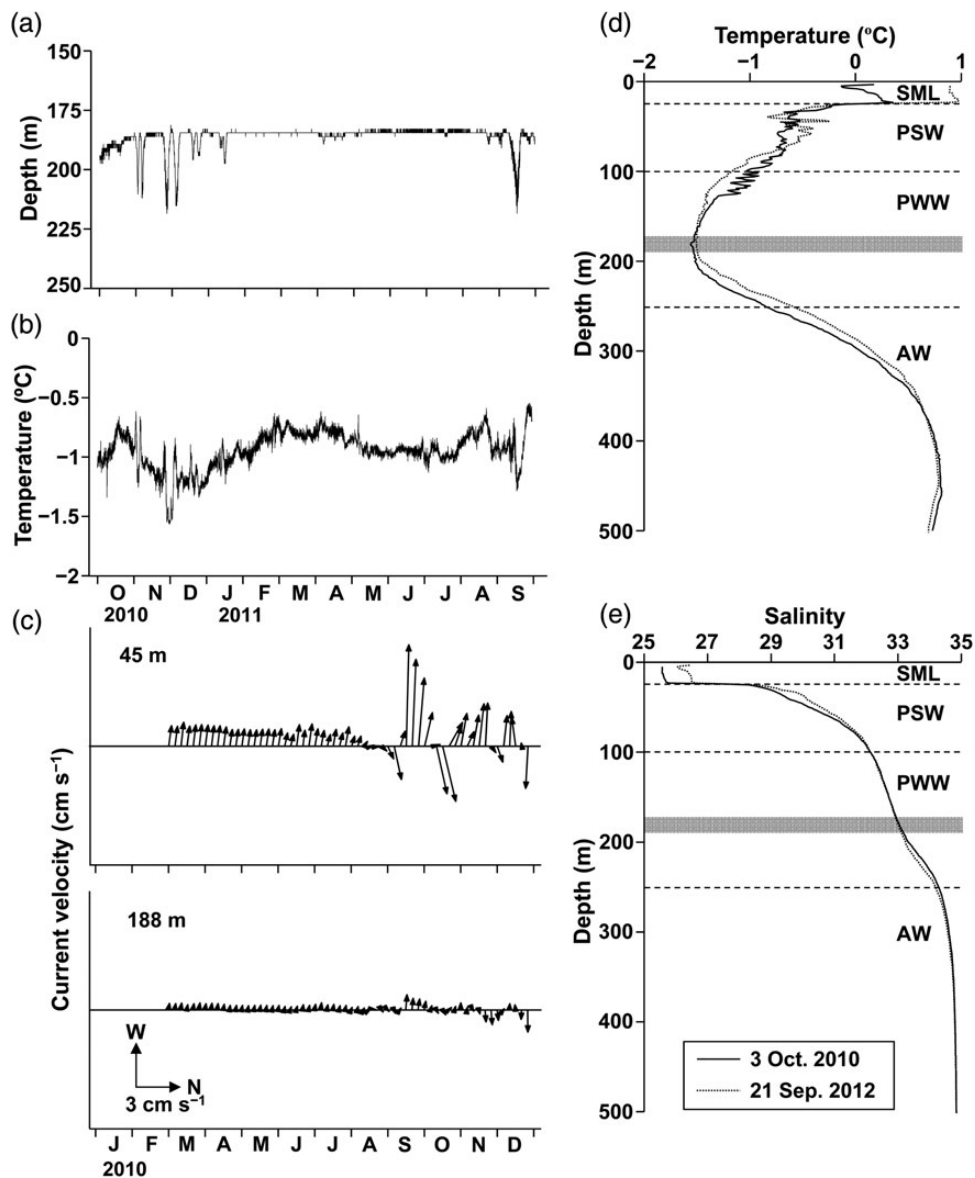 (a)
150
175
200
225
250
Depth (m)
(b)
0
−0.5
−1
−1.5
−2
Temperature (ºC)
O N D J F M A M J J A S
2010 2011
(c)
45 m
188 m
Current velocity (cm s−1)
W
N
3 cm s−1
J F M A M J J A S O N D
2010
(d)
Temperature (ºC)
−2 −1 0 1
0
100
200
300
400
500
Depth (m)
SML
PSW
PWW
AW
(e)
Salinity
25 27 29 31 33 35
0
100
200
300
400
500
Depth (m)
SML
PSW
PWW
AW
3 Oct. 2010
21 Sep. 2012